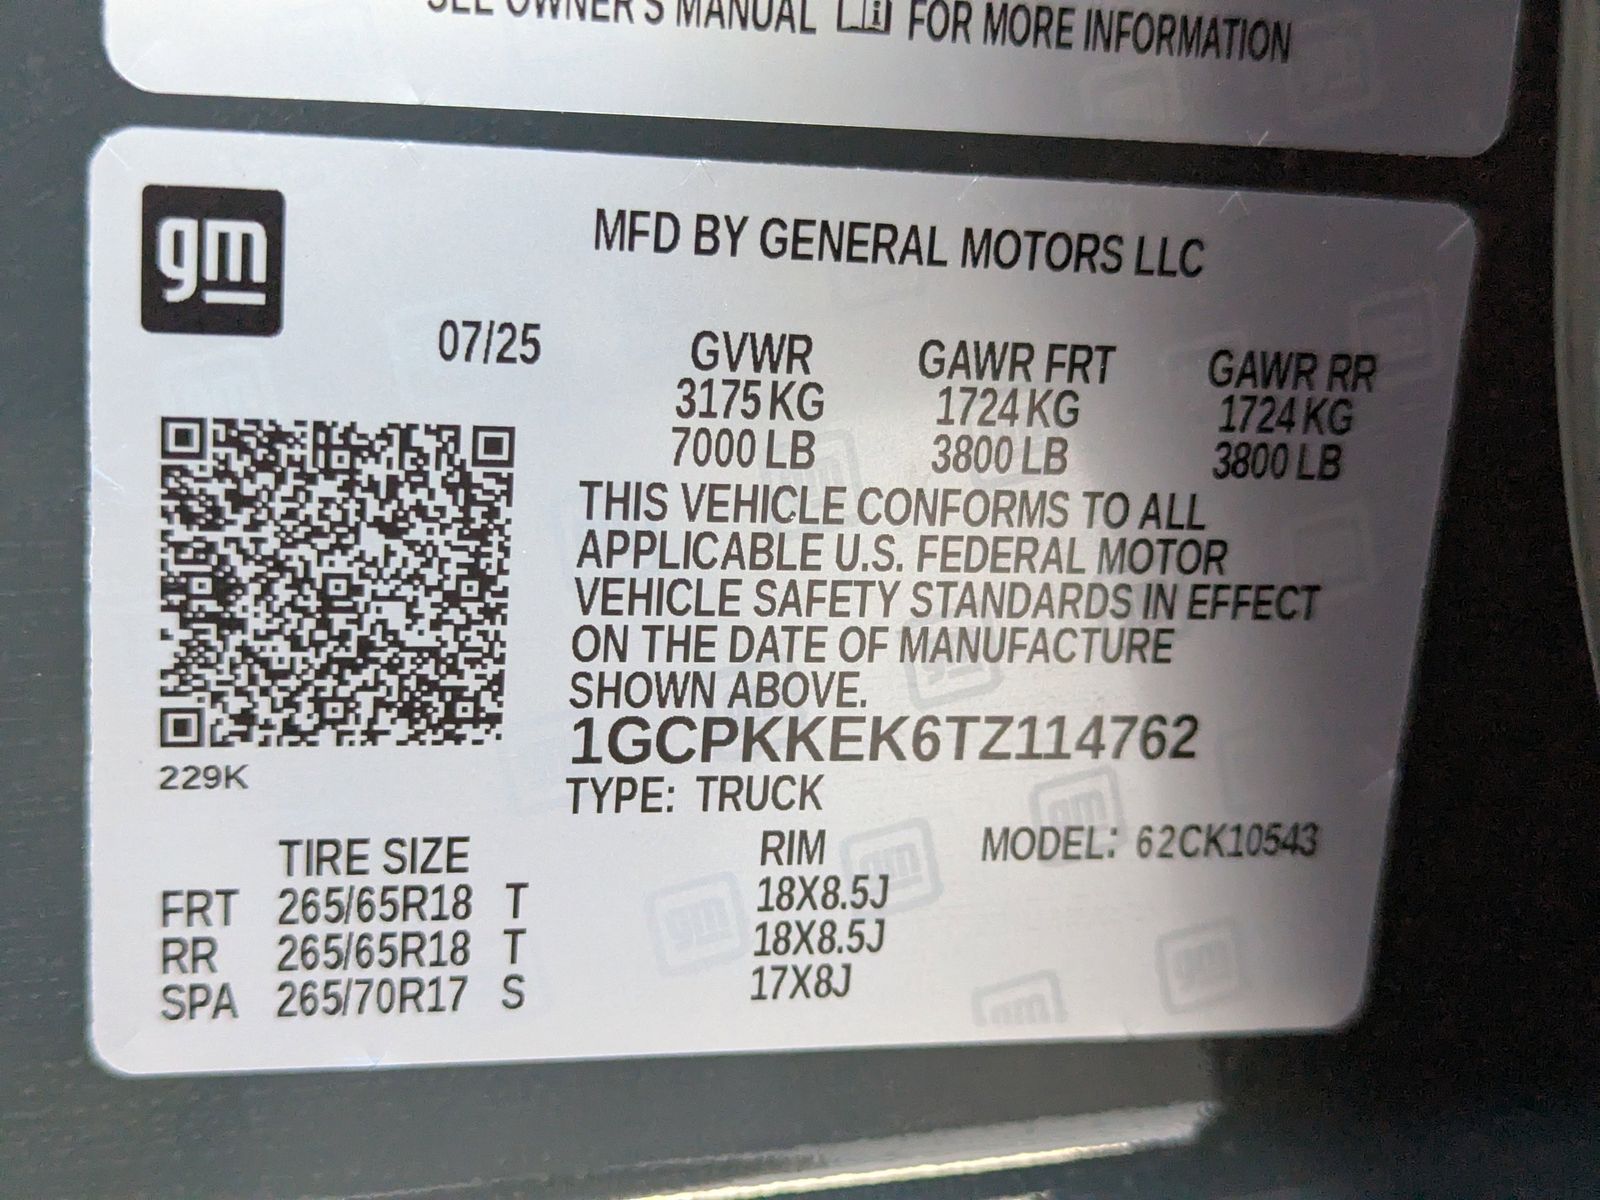 SEE OWNER'S MANUAL FOR MORE INFORMATION
gm
MFD BY GENERAL MOTORS LLC
07/25
GVWR GAWR FRT GAWR RR
3175 KG 1724 KG 1724 KG
7000 LB 3800 LB 3800 LB
THIS VEHICLE CONFORMS TO ALL
APPLICABLE U.S. FEDERAL MOTOR
VEHICLE SAFETY STANDARDS IN EFFECT
ON THE DATE OF MANUFACTURE
SHOWN ABOVE.
1GCPKKEK6TZ114762
229K
TYPE: TRUCK
TIRE SIZE RIM MODEL: 62CK10543
FRT 265/65R18 T 18X8.5J
RR 265/65R18 T 18X8.5J
SPA 265/70R17 S 17X8J